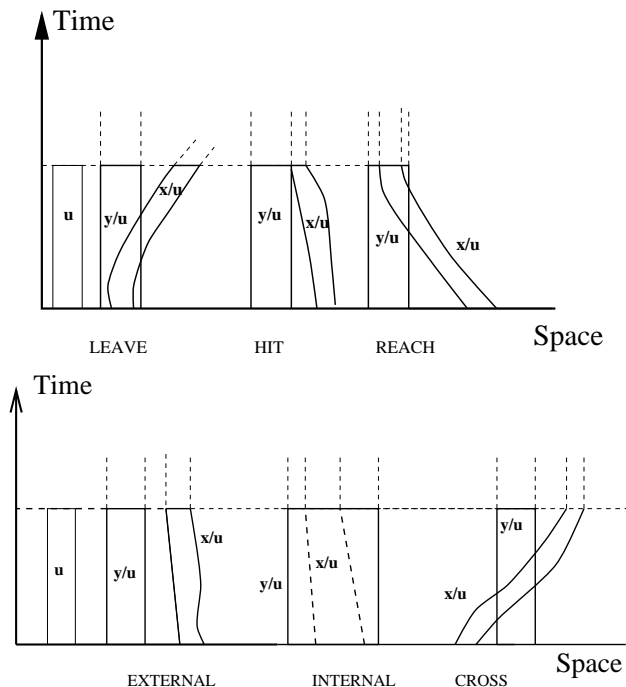 Time
u
y/u
x/u
y/u
x/u
y/u
x/u
Space
LEAVE HIT REACH
Time
u
y/u
x/u
y/u
x/u
x/u
y/u
Space
EXTERNAL INTERNAL CROSS